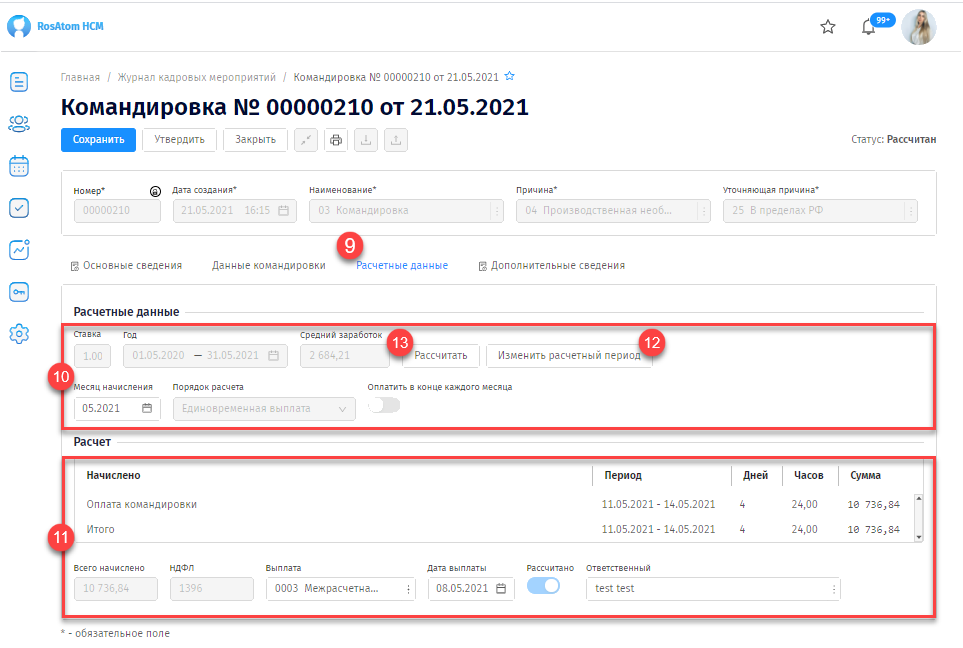 RosAtom HCM
99+
Главная / Журнал кадровых мероприятий / Командировка № 00000210 от 21.05.2021
Командировка № 00000210 от 21.05.2021
Сохранить Утвердить Закрыть Статус: Рассчитан
Номер* Дата создания* Наименование* Причина* Уточняющая причина*
00000210 21.05.2021 16:15 03 Командировка 04 Производственная необ... 25 В пределах РФ
9
Основные сведения Данные командировки Расчетные данные Дополнительные сведения
Расчетные данные
Ставка Год Средний заработок 13 12
1.00 01.05.2020 — 31.05.2021 2 684,21 Рассчитать Изменить расчетный период
10
Месяц начисления Порядок расчета Оплатить в конце каждого месяца
05.2021 Единовременная выплата
Расчет
Начислено Период Дней Часов Сумма
Оплата командировки 11.05.2021 - 14.05.2021 4 24,00 10 736,84
Итого 11.05.2021 - 14.05.2021 4 24,00 10 736,84
11
Всего начислено НДФЛ Выплата Дата выплаты Рассчитано Ответственный
10 736,84 1396 0003 Межрасчетна... 08.05.2021 test test
* - обязательное поле